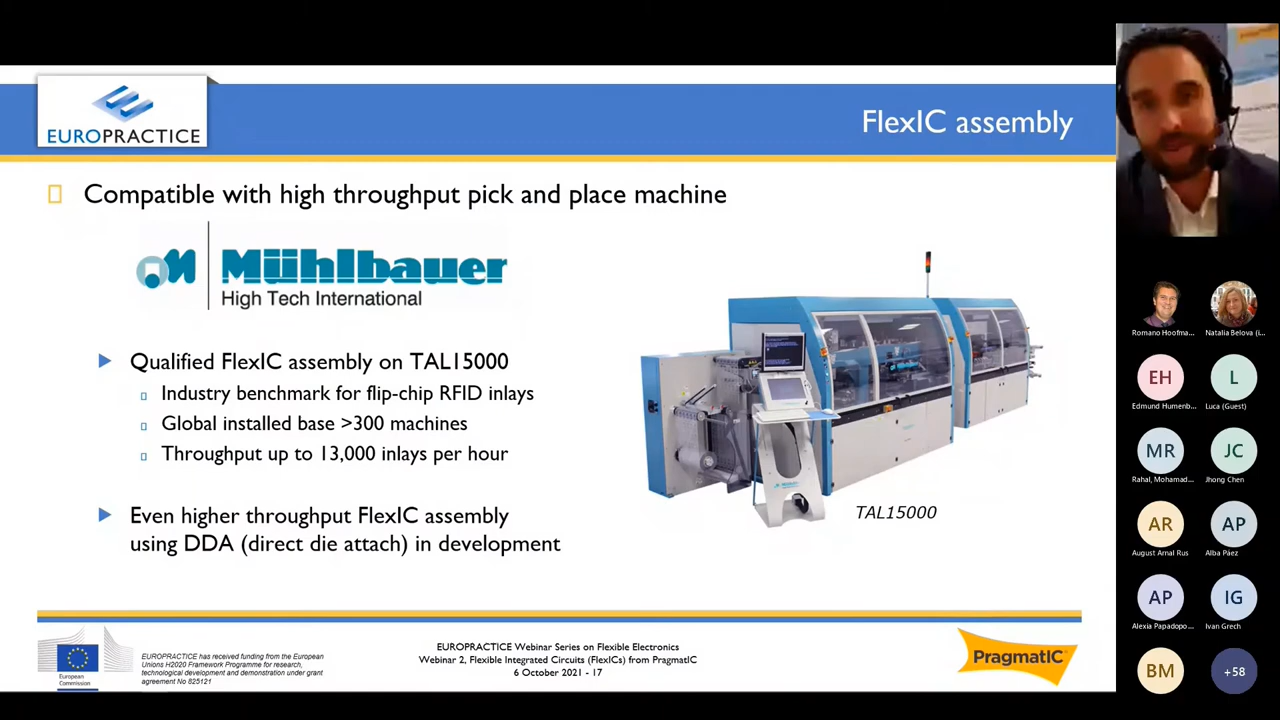 EUROPRACTICE
FlexIC assembly
Compatible with high throughput pick and place machine
Mühlbauer
High Tech International
Qualified FlexIC assembly on TAL15000
Industry benchmark for flip-chip RFID inlays
Global installed base >300 machines
Throughput up to 13,000 inlays per hour
Even higher throughput FlexIC assembly
using DDA (direct die attach) in development
TAL15000
European
Commission
EUROPRACTICE has received funding from the European
Unions H2020 Framework Programme for research,
technological development and demonstration under grant
agreement No 825121
EUROPRACTICE Webinar Series on Flexible Electronics
Webinar 2, Flexible Integrated Circuits (FlexICs) from PragmatIC
6 October 2021 - 17
PragmatIC
Romano Hoofma...
Natalia Belova (i...
EH
Edmund Humenb...
L
Luca (Guest)
MR
Rahal, Mohamad...
JC
Jhong Chen
AR
August Arnal Rus
AP
Alba Páez
AP
Alexia Papadopo...
IG
Ivan Grech
BM
+58